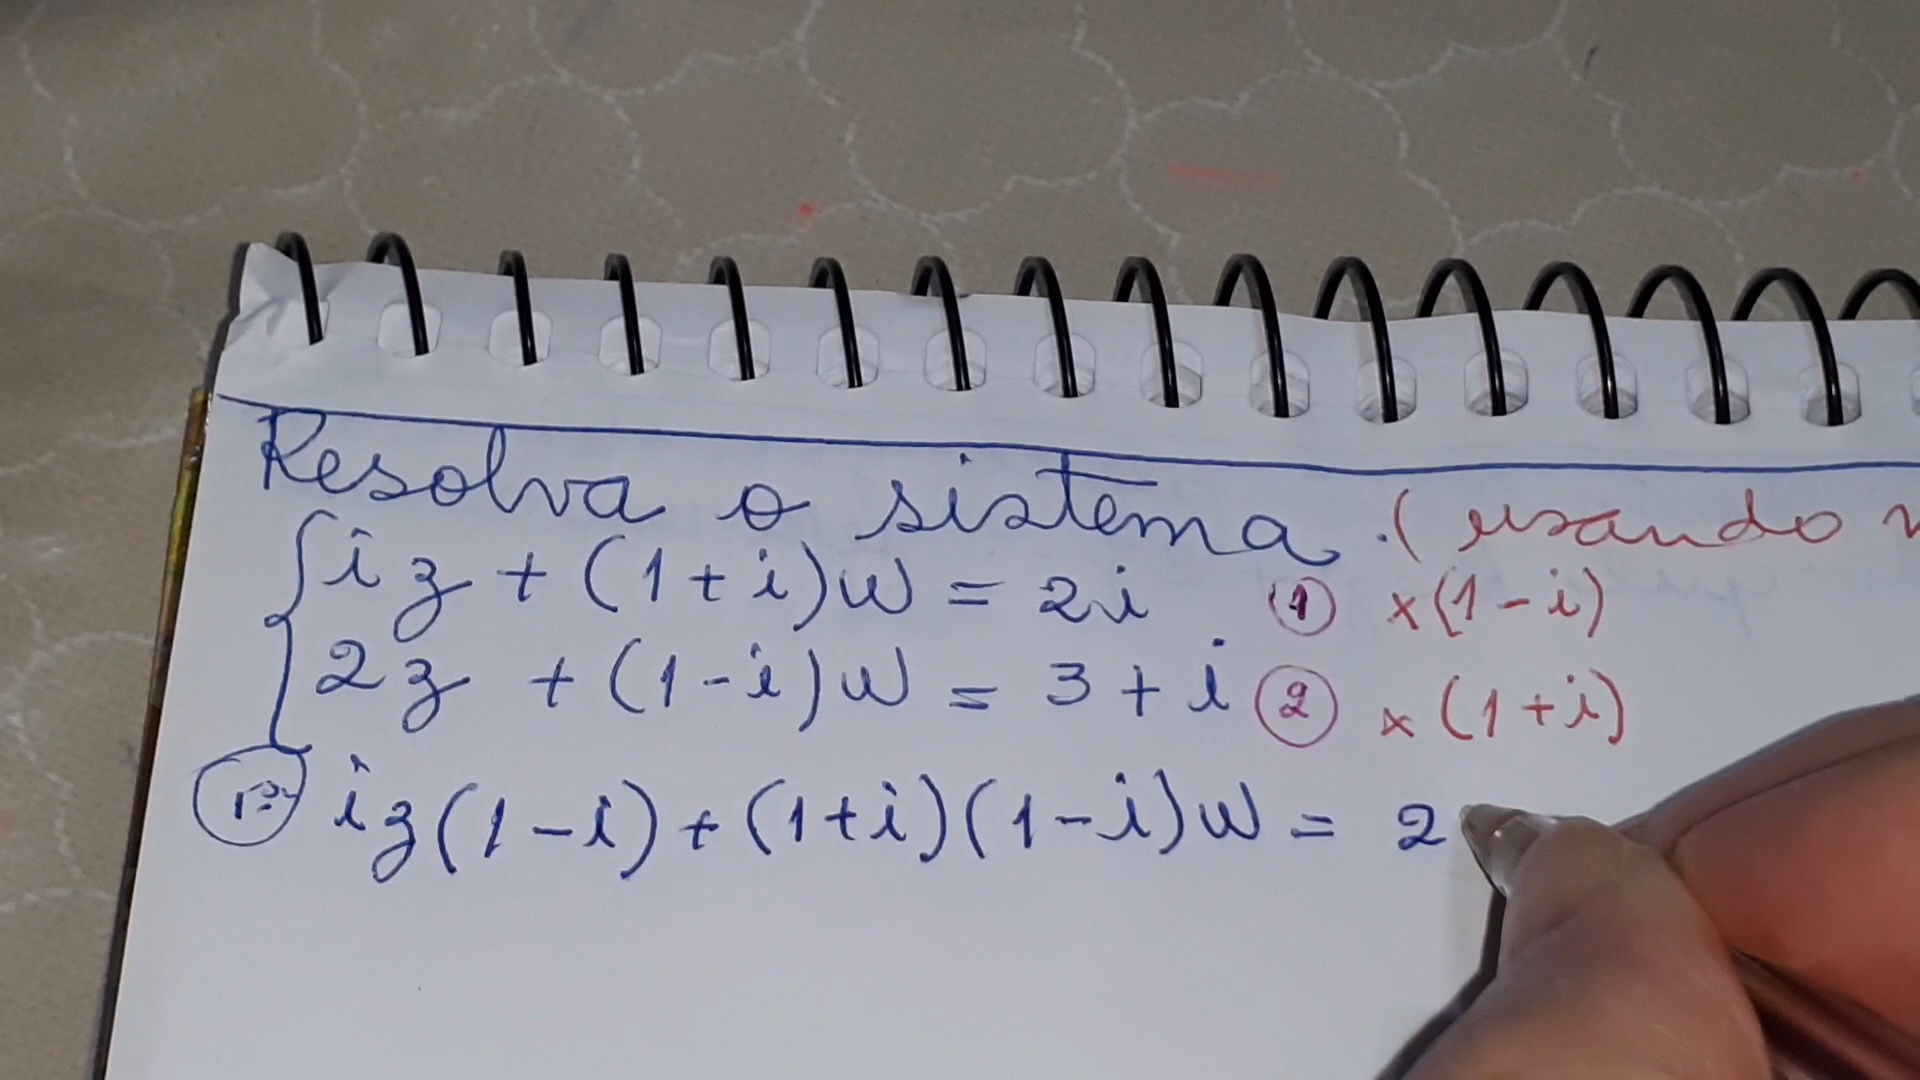 Resolva o sistema. (usando
iz + (1+i)w = 2i ① ×(1-i)
2z + (1-i)w = 3+i ② ×(1+i)
1º iz(1-i)+(1+i)(1-i)w = 2